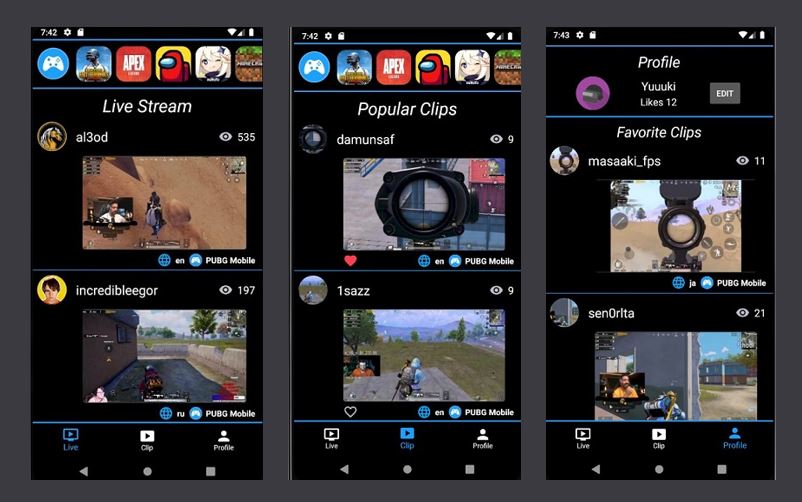 7:42
APEX
Live Stream
al3od
535
en
PUBG Mobile
incredibleegor
197
ru
PUBG Mobile
Live
Clip
Profile
7:42
APEX
Popular Clips
damunsaf
9
en
PUBG Mobile
1sazz
9
en
PUBG Mobile
Live
Clip
Profile
7:43
Profile
Yuuuki
Likes 12
EDIT
Favorite Clips
masaaki_fps
11
ja
PUBG Mobile
sen0rlta
21
Live
Clip
Profile